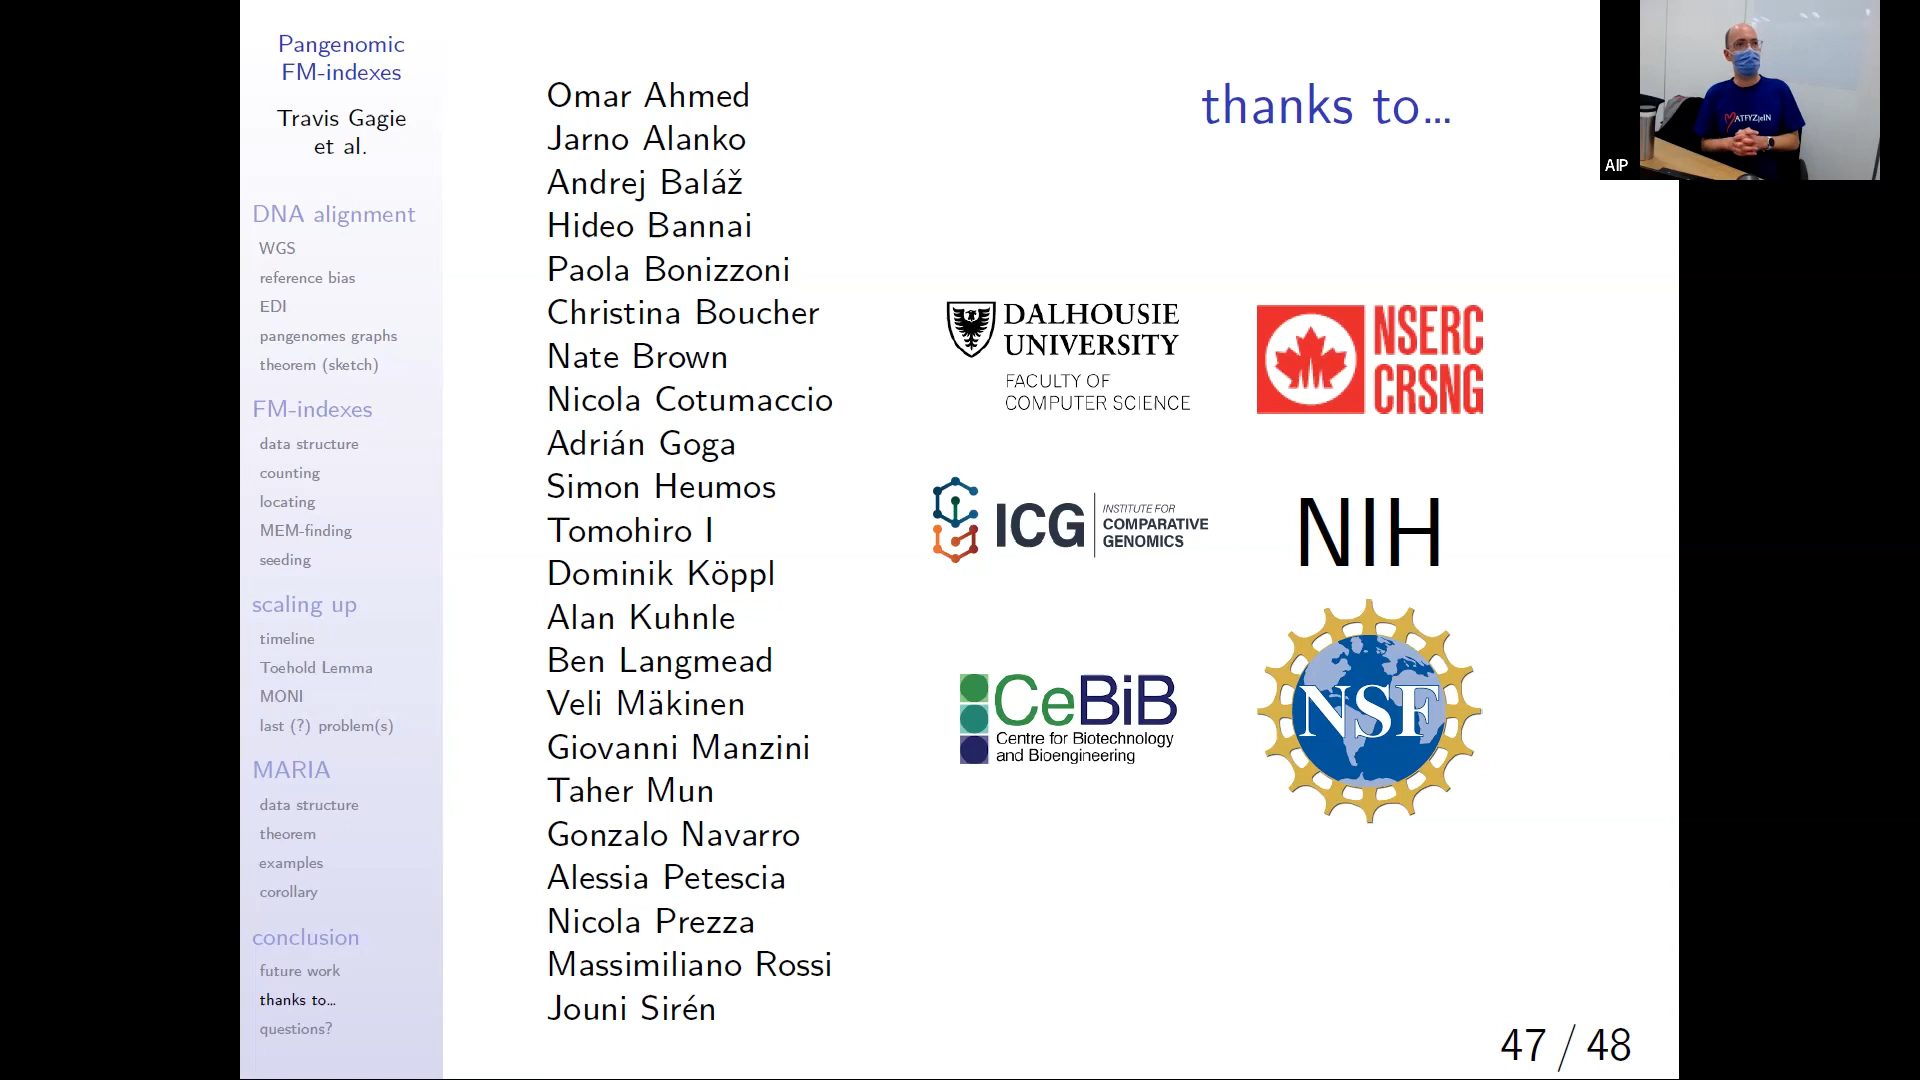 Pangenomic
FM-indexes
Travis Gagie
et al.
DNA alignment
WGS
reference bias
EDI
pangenomes graphs
theorem (sketch)
FM-indexes
data structure
counting
locating
MEM-finding
seeding
scaling up
timeline
Toehold Lemma
MONI
last (?) problem(s)
MARIA
data structure
theorem
examples
corollary
conclusion
future work
thanks to...
questions?
thanks to...
Omar Ahmed
Jarno Alanko
Andrej Baláž
Hideo Bannai
Paola Bonizzoni
Christina Boucher
Nate Brown
Nicola Cotumaccio
Adrián Goga
Simon Heumos
Tomohiro I
Dominik Köppl
Alan Kuhnle
Ben Langmead
Veli Mäkinen
Giovanni Manzini
Taher Mun
Gonzalo Navarro
Alessia Petescia
Nicola Prezza
Massimiliano Rossi
Jouni Sirén
DALHOUSIE
UNIVERSITY
FACULTY OF
COMPUTER SCIENCE
NSERC
CRSNG
ICG
INSTITUTE FOR
COMPARATIVE
GENOMICS
NIH
CeBiB
Centre for Biotechnology
and Bioengineering
NSF
47 / 48
ATFYZjeIN
AIP